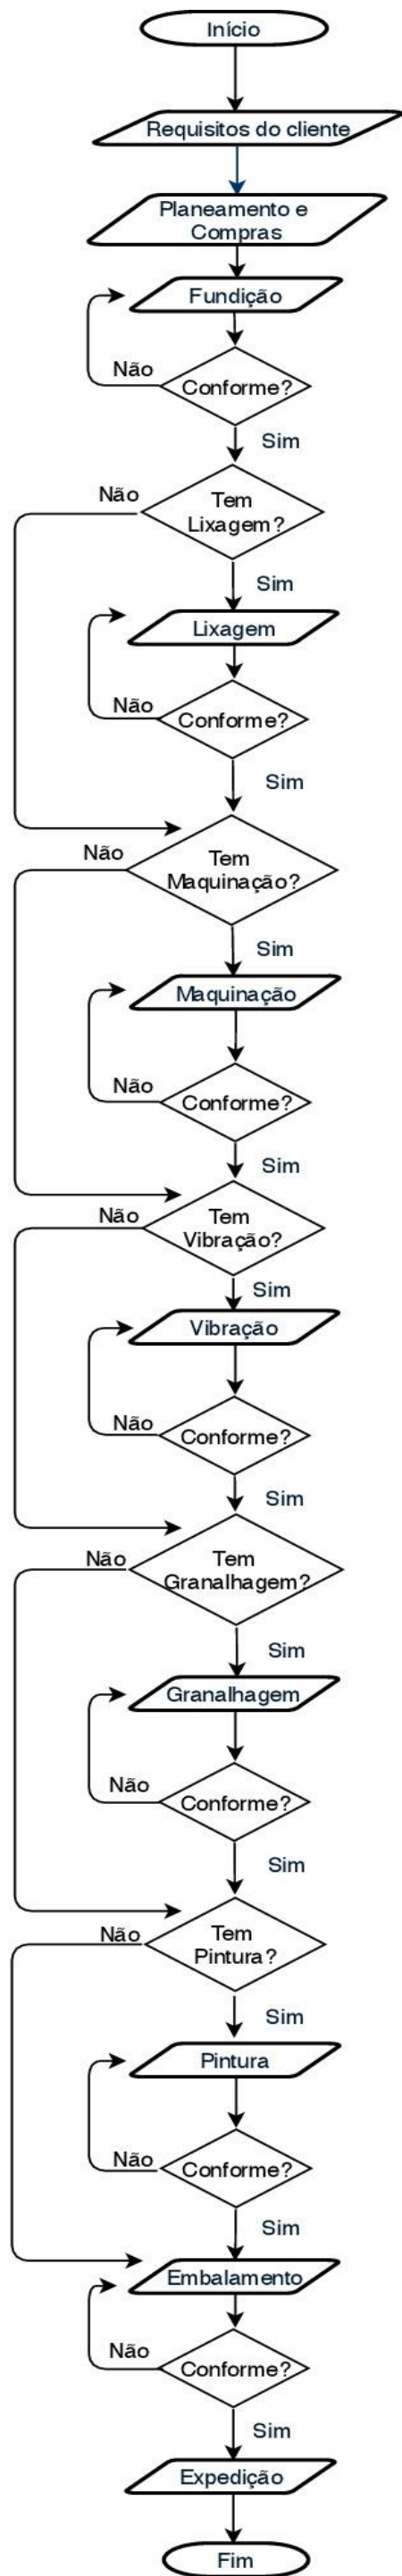 Início
Requisitos do cliente
Planeamento e
Compras
Fundição
Não
Conforme?
Sim
Não
Tem
Lixagem?
Sim
Lixagem
Não
Conforme?
Sim
Não
Tem
Maquinação?
Sim
Maquinação
Não
Conforme?
Sim
Não
Tem
Vibração?
Sim
Vibração
Não
Conforme?
Sim
Não
Tem
Granalhagem?
Sim
Granalhagem
Não
Conforme?
Sim
Não
Tem
Pintura?
Sim
Pintura
Não
Conforme?
Sim
Embalamento
Não
Conforme?
Sim
Expedição
Fim